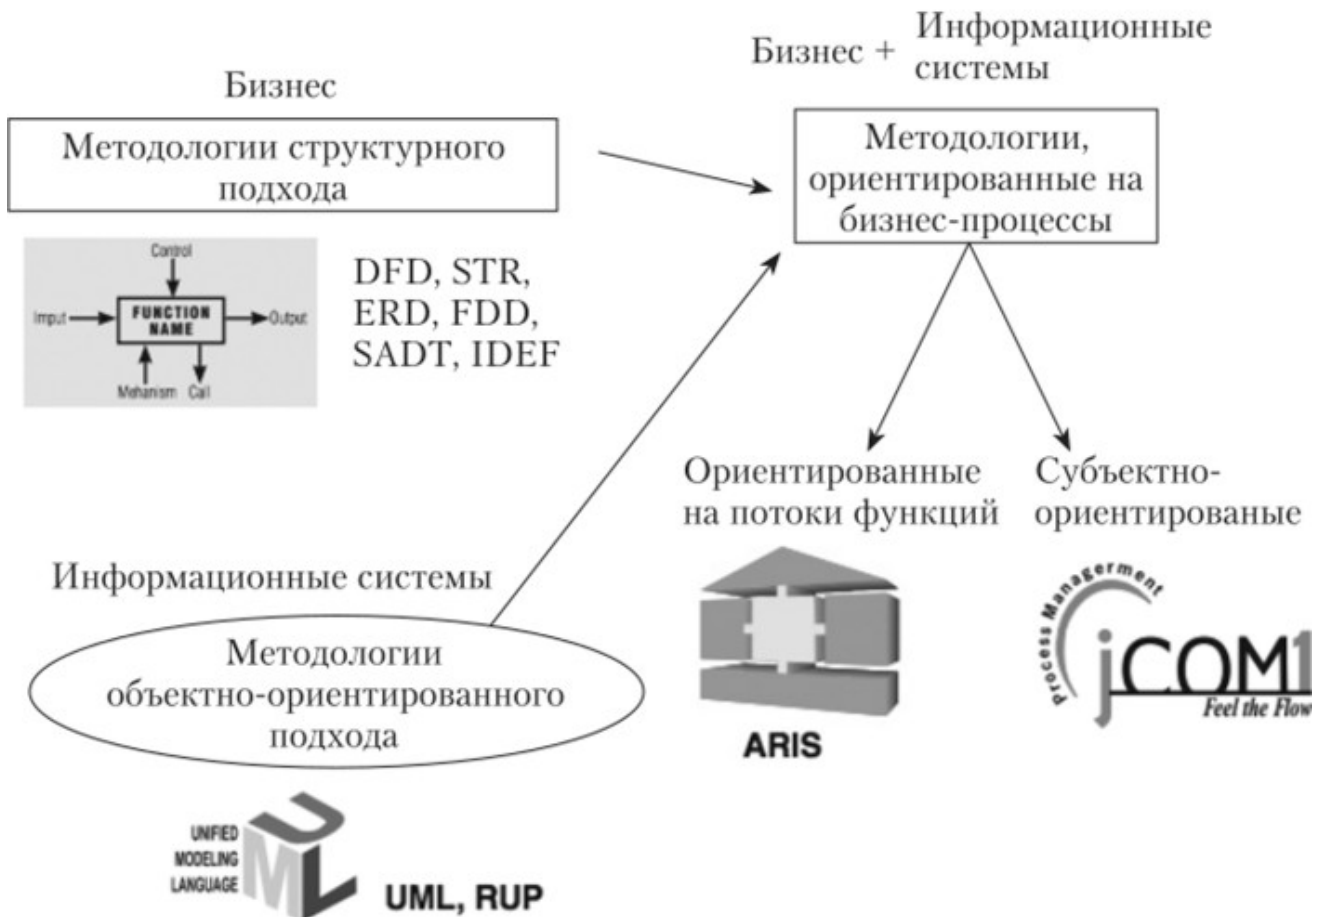 Бизнес
Методологии структурного
подхода
Control
Imput
FUNCTION
NAME
Output
Mehanism
Call
DFD, STR,
ERD, FDD,
SADT, IDEF
Бизнес +
Информационные
системы
Методологии,
ориентированные на
бизнес-процессы
Ориентированные
на потоки функций
ARIS
Субъектно-
ориентированые
Process Managerment
jCOM1
Feel the Flow
Информационные системы
Методологии
объектно-ориентированного
подхода
UNIFIED
MODELING
LANGUAGE
UML
UML, RUP